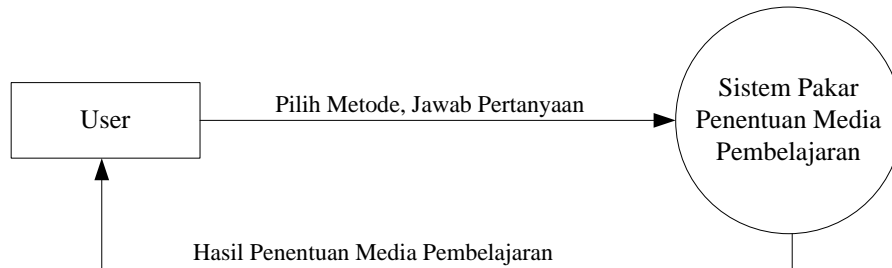 User
Pilih Metode, Jawab Pertanyaan
Sistem Pakar
Penentuan Media
Pembelajaran
Hasil Penentuan Media Pembelajaran